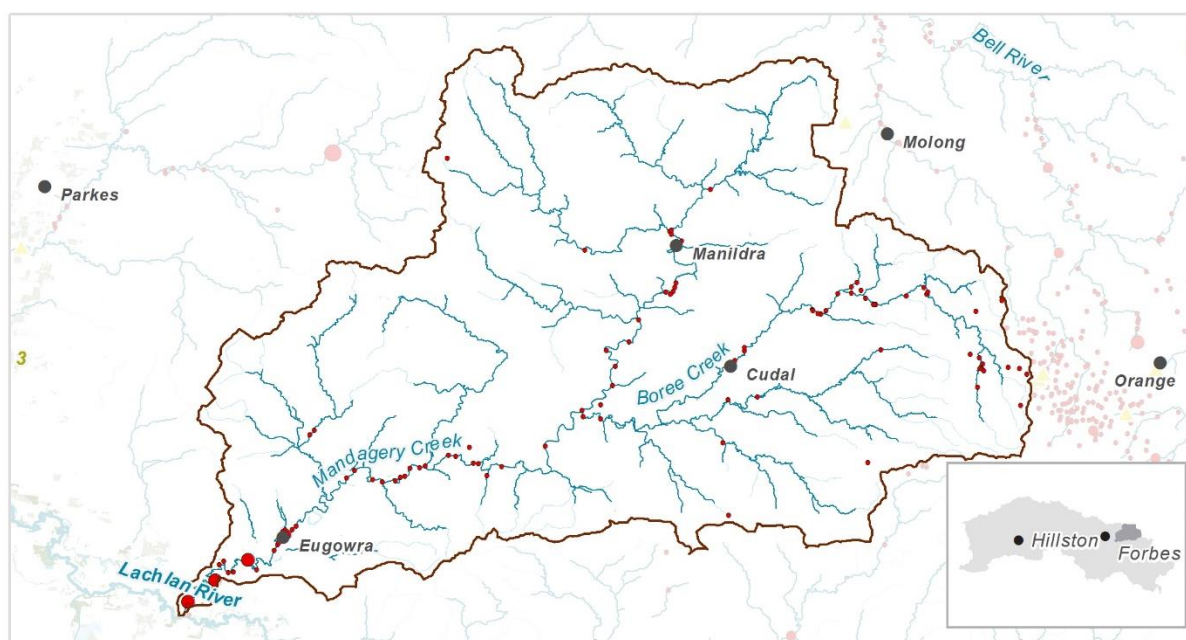 Bell River
Molong
Parkes
Manildra
3
Boree Creek
Cudal
Orange
Mandagery Creek
Eugowra
Hillston
Forbes
Lachlan River